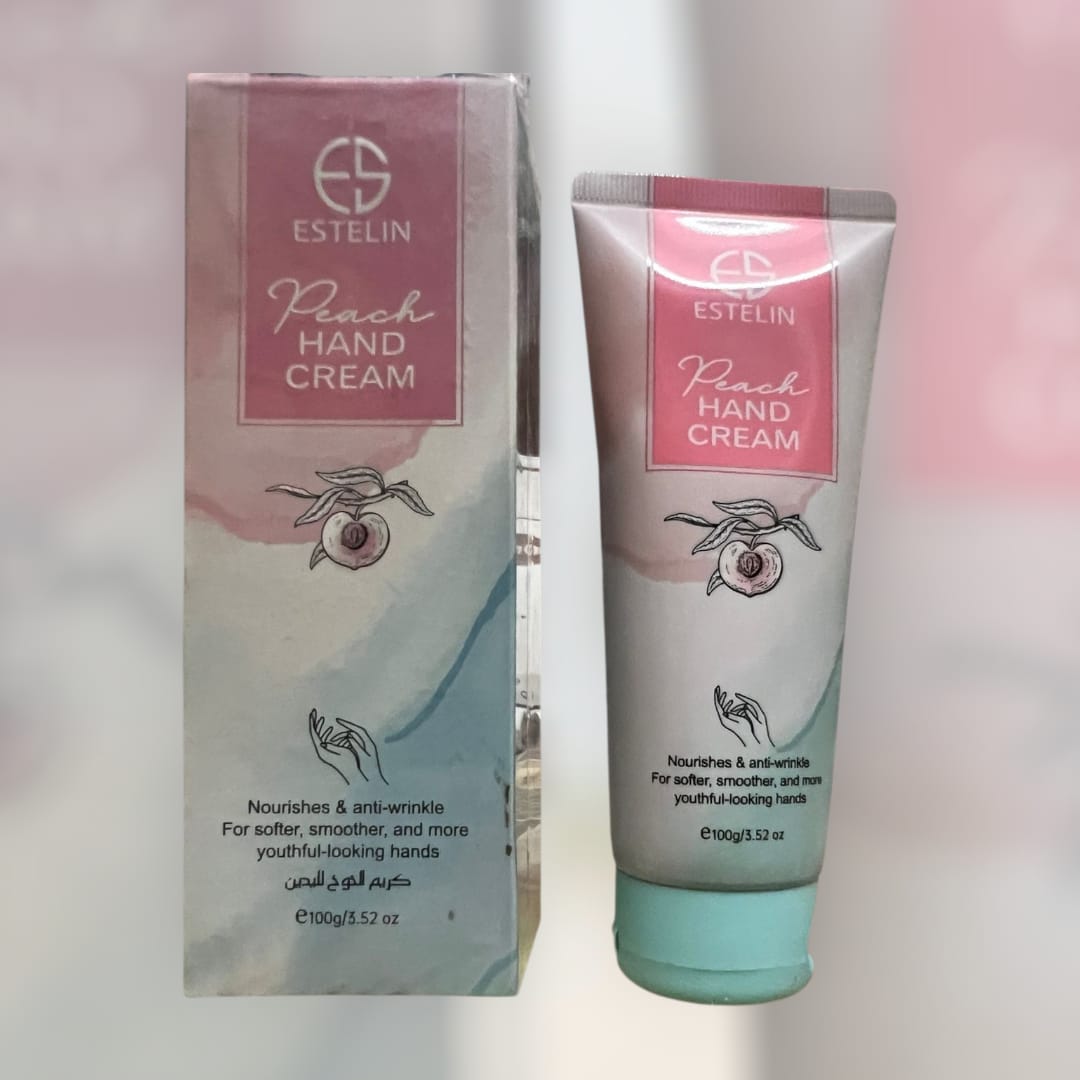 ES
ESTELIN
Peach
HAND
CREAM
Nourishes & anti-wrinkle
For softer, smoother, and more
youthful-looking hands
كريم الخوخ لليدين
e100g/3.52 oz
ES
ESTELIN
Peach
HAND
CREAM
Nourishes & anti-wrinkle
For softer, smoother, and more
youthful-looking hands
e100g/3.52 oz